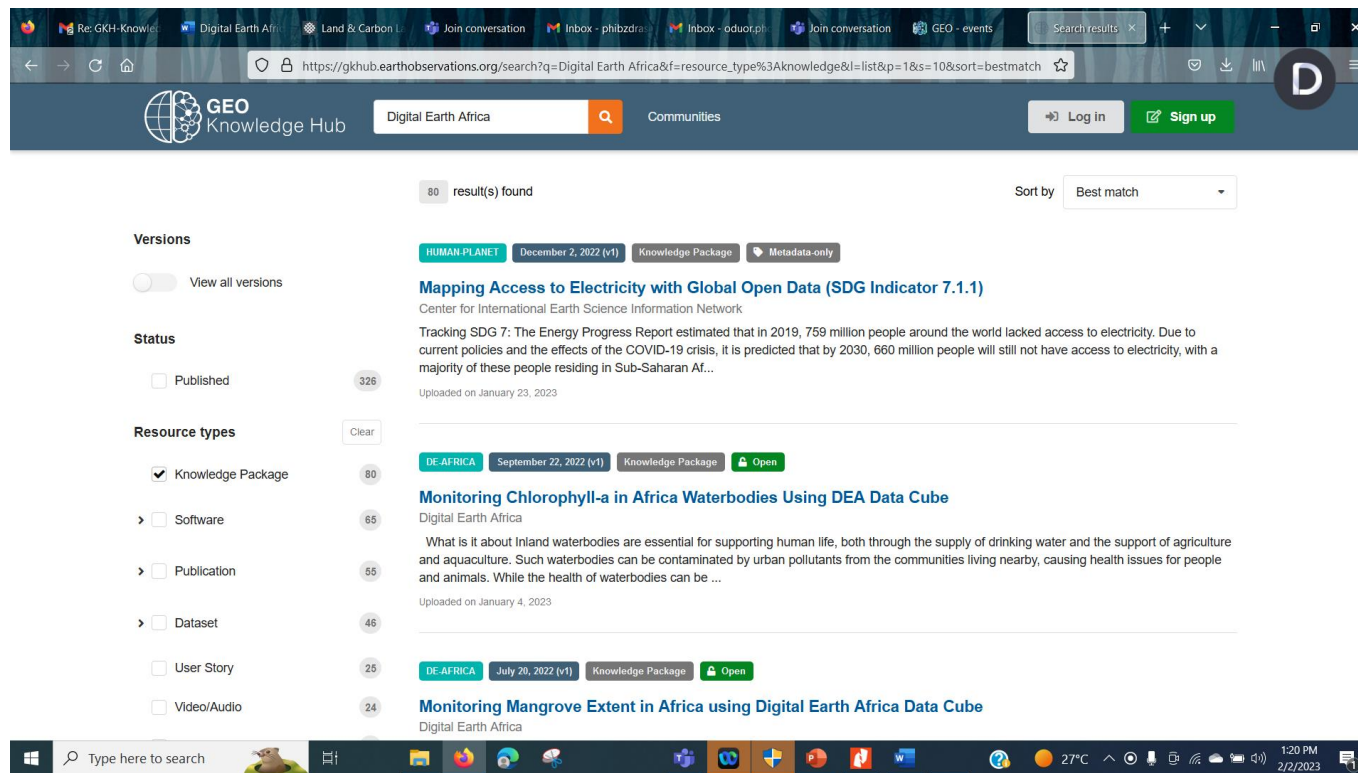 Re: GKH-Knowlec
Digital Earth Afri
Land & Carbon L
Join conversation
Inbox - phibzdras
Inbox - oduor.ph
Join conversation
GEO - events
Search results
https://gkhub.earthobservations.org/search?q=Digital Earth Africa&f=resource_type%3Aknowledge&l=list&p=1&s=10&sort=bestmatch
D
GEO
Knowledge Hub
Digital Earth Africa
Communities
Log in
Sign up
80 result(s) found
Sort by
Best match
Versions
View all versions
Status
Published 326
Resource types
Clear
Knowledge Package 80
Software 65
Publication 55
Dataset 46
User Story 25
Video/Audio 24
HUMAN-PLANET
December 2, 2022 (v1)
Knowledge Package
Metadata-only
Mapping Access to Electricity with Global Open Data (SDG Indicator 7.1.1)
Center for International Earth Science Information Network
Tracking SDG 7: The Energy Progress Report estimated that in 2019, 759 million people around the world lacked access to electricity. Due to
current policies and the effects of the COVID-19 crisis, it is predicted that by 2030, 660 million people will still not have access to electricity, with a
majority of these people residing in Sub-Saharan Af...
Uploaded on January 23, 2023
DE-AFRICA
September 22, 2022 (v1)
Knowledge Package
Open
Monitoring Chlorophyll-a in Africa Waterbodies Using DEA Data Cube
Digital Earth Africa
What is it about Inland waterbodies are essential for supporting human life, both through the supply of drinking water and the support of agriculture
and aquaculture. Such waterbodies can be contaminated by urban pollutants from the communities living nearby, causing health issues for people
and animals. While the health of waterbodies can be ...
Uploaded on January 4, 2023
DE-AFRICA
July 20, 2022 (v1)
Knowledge Package
Open
Monitoring Mangrove Extent in Africa using Digital Earth Africa Data Cube
Digital Earth Africa
Type here to search
27°C
1:20 PM
2/2/2023